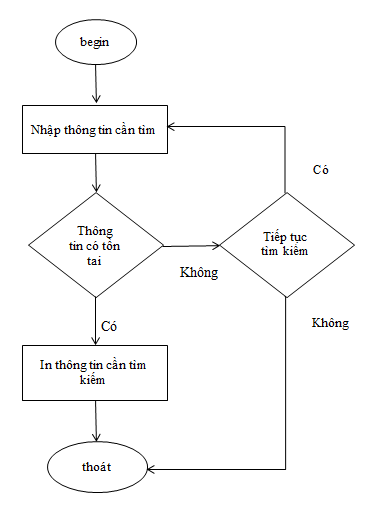 begin
Nhập thông tin cần tìm
Có
Thông
tin có tồn
tai
Tiếp tục
tìm kiếm
Không
Không
Có
In thông tin cần tìm
kiếm
thoát